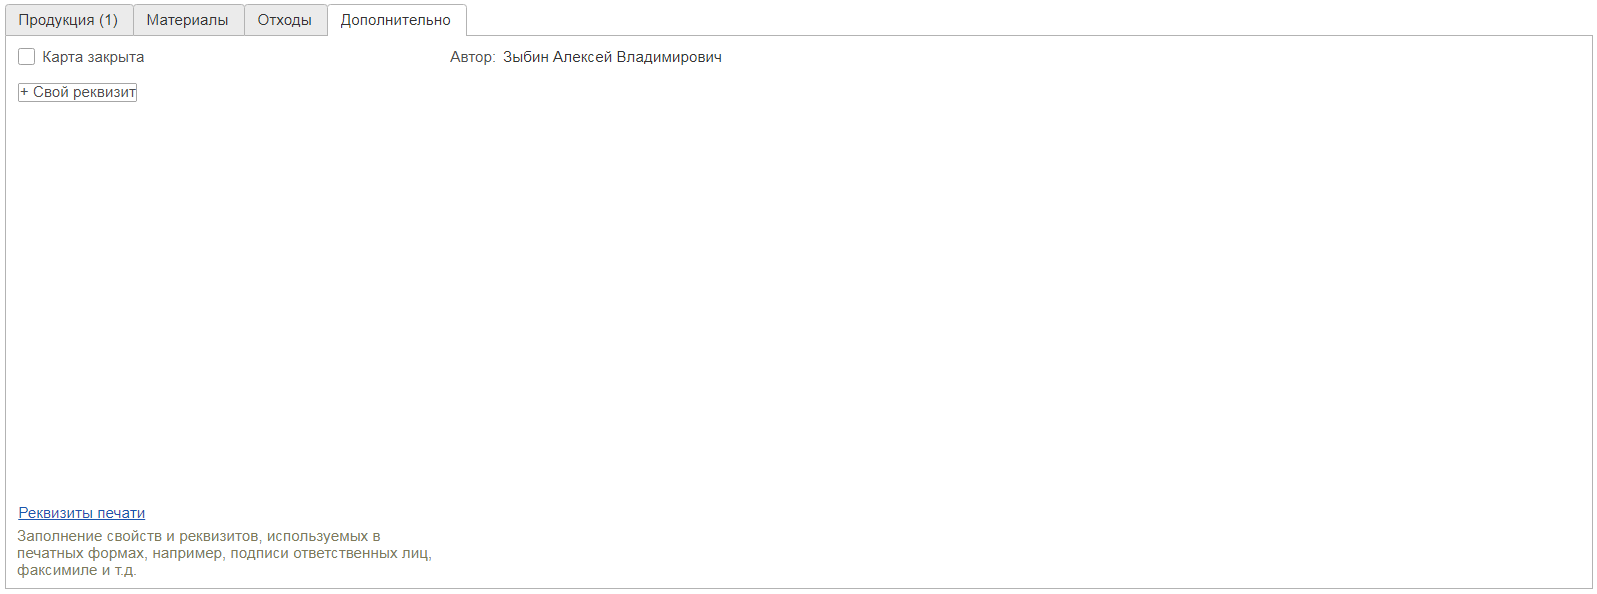 Продукция (1) Материалы Отходы Дополнительно
Карта закрыта Автор: Зыбин Алексей Владимирович
+ Свой реквизит
Реквизиты печати
Заполнение свойств и реквизитов, используемых в
печатных формах, например, подписи ответственных лиц,
факсимиле и т.д.